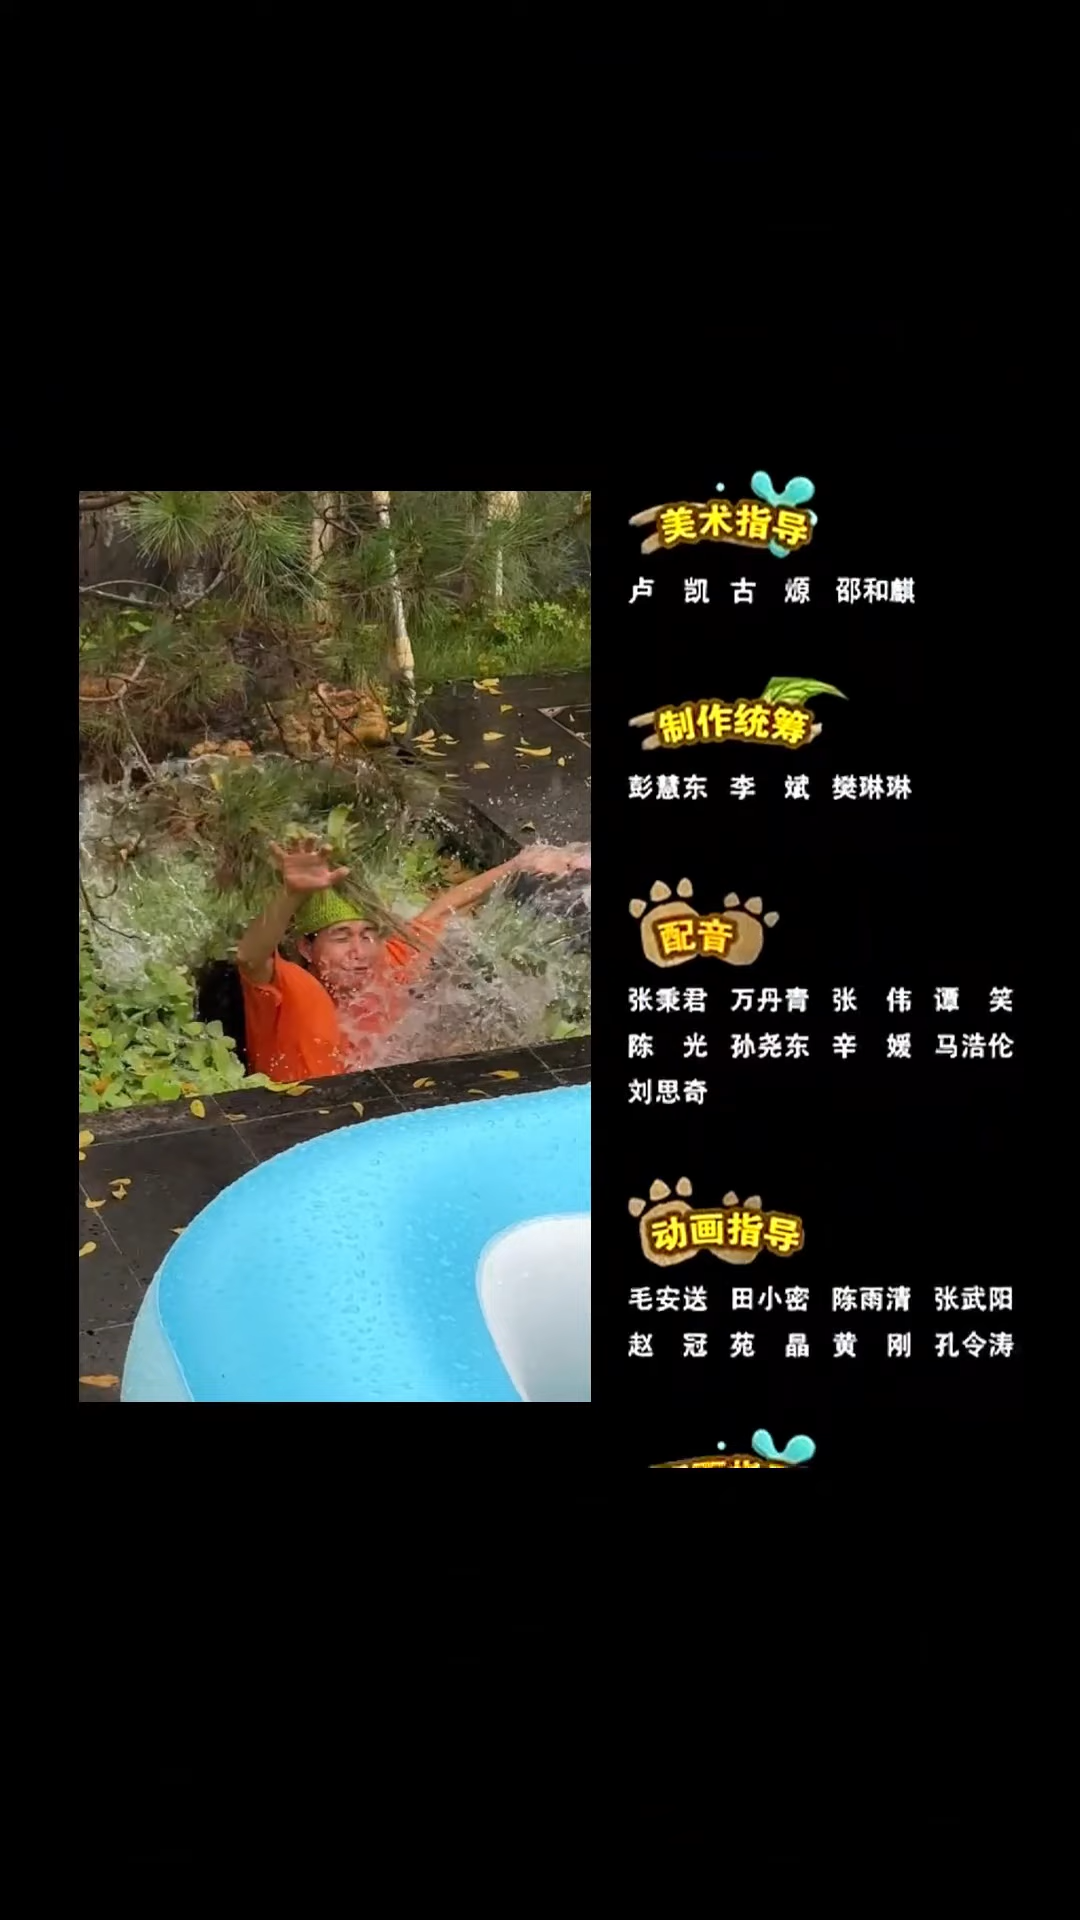 美术指导
卢 凯 古 㷧 邵和麒
制作统筹
彭慧东 李 斌 樊琳琳
配音
张秉君 万丹青 张 伟 谭 笑
陈 光 孙尧东 辛 媛 马浩伦
刘思奇
动画指导
毛安送 田小密 陈雨清 张武阳
赵 冠 苑 晶 黄 刚 孔令涛